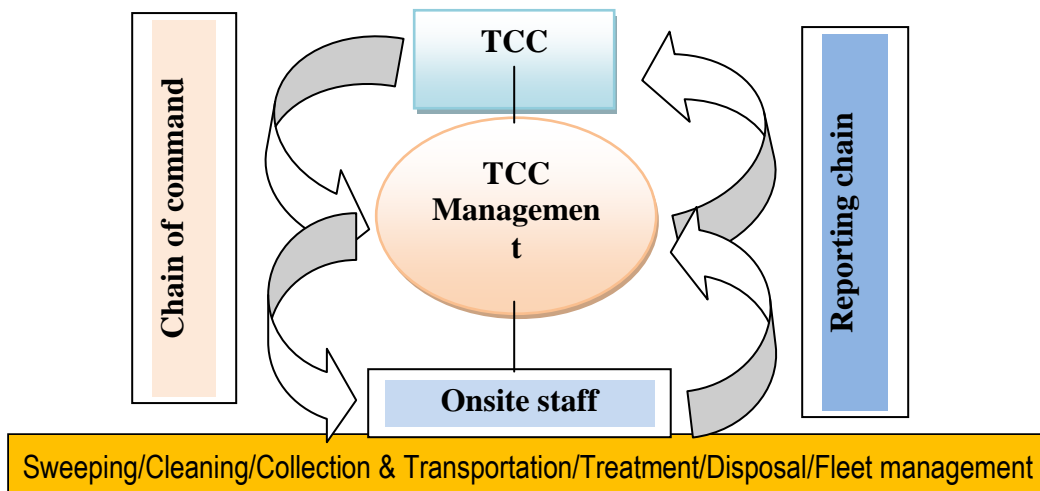 TCC
Chain of command
TCC
Managemen
t
Reporting chain
Onsite staff
Sweeping/Cleaning/Collection & Transportation/Treatment/Disposal/Fleet management